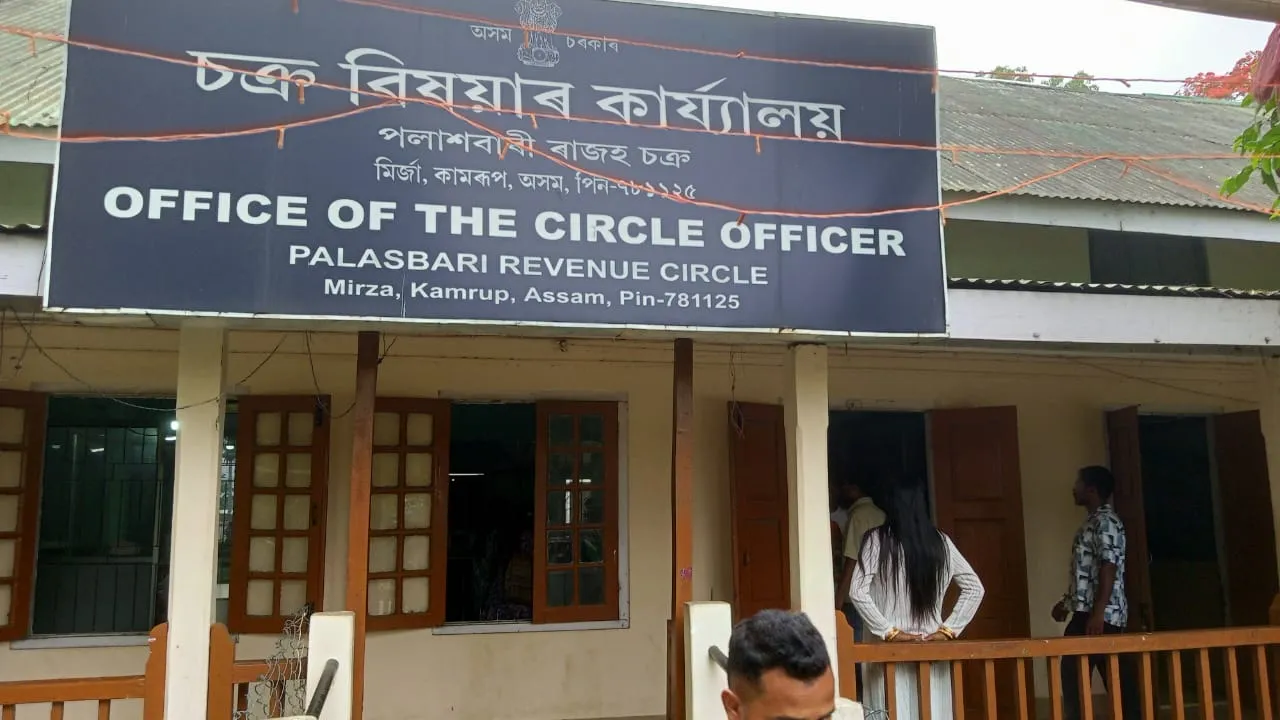 অসম চৰকাৰ
চক্ৰ বিষয়াৰ কাৰ্য্যালয়
পলাশবাৰী ৰাজহ চক্ৰ
মিৰ্জা, কামৰূপ, অসম, পিন-৭৮১১২৫
OFFICE OF THE CIRCLE OFFICER
PALASBARI REVENUE CIRCLE
Mirza, Kamrup, Assam, Pin-781125